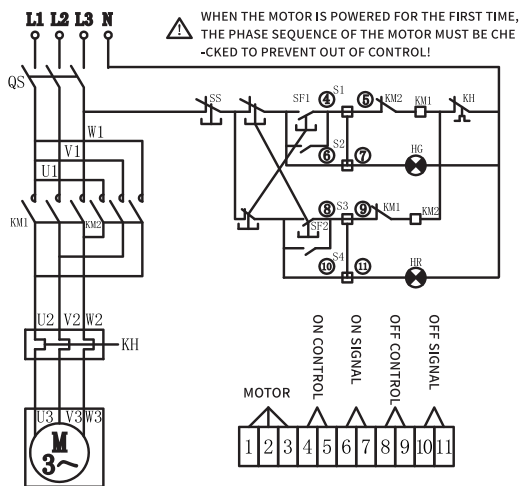 L1 L2 L3 N
WHEN THE MOTOR IS POWERED FOR THE FIRST TIME,
THE PHASE SEQUENCE OF THE MOTOR MUST BE CHE
-CKED TO PREVENT OUT OF CONTROL!
QS
SS
SF1
④
S1
⑤
KM2
KM1
KH
W1
V1
U1
S2
⑥
⑦
HG
KM1
KM2
⑧
S3
⑨
KM1
KM2
SF2
S4
⑩
⑪
HR
U2 V2 W2
KH
U3 V3 W3
M
3～
MOTOR
ON CONTROL
ON SIGNAL
OFF CONTROL
OFF SIGNAL
1 2 3 4 5 6 7 8 9 10 11